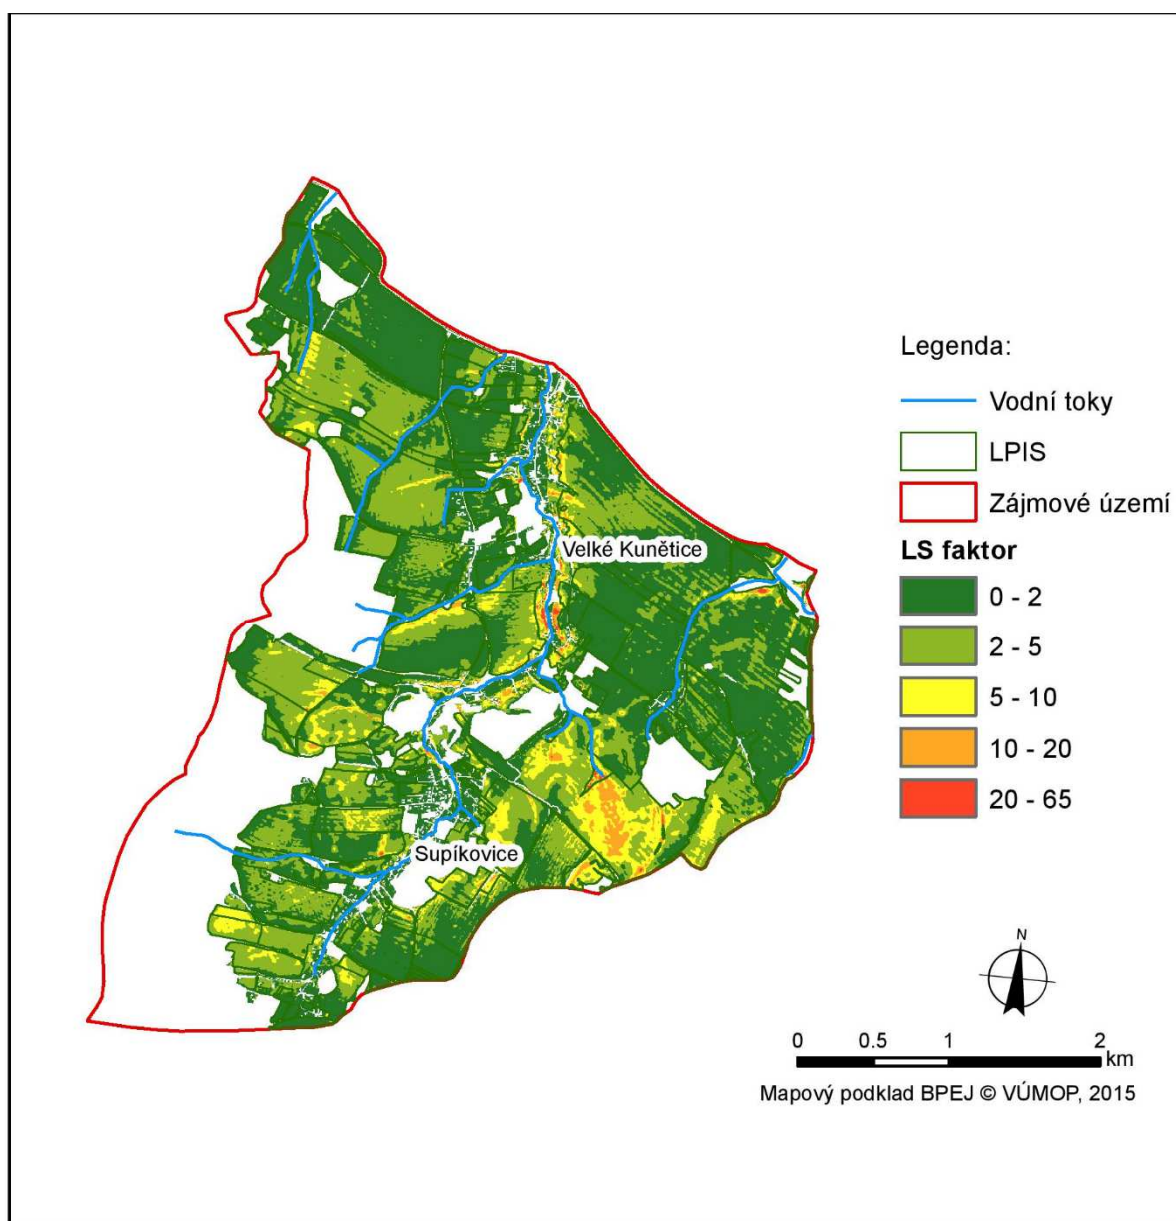 Legenda:
Vodní toky
LPIS
Zájmové území
LS faktor
0 - 2
2 - 5
5 - 10
10 - 20
20 - 65
Velké Kunětice
Supíkovice
N
0 0.5 1 2
km
Mapový podklad BPEJ © VÚMOP, 2015